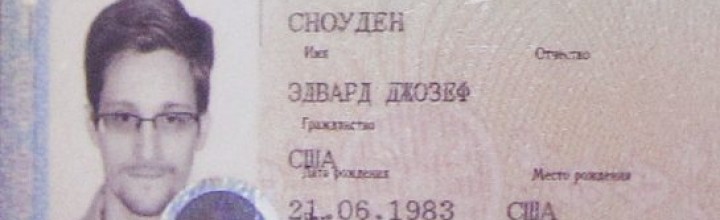 СНОУДЕН
Имя Отчество
ЭДВАРД ДЖОЗЕФ
Гражданство
США
Дата рождения Место рождения
21.06.1983 США